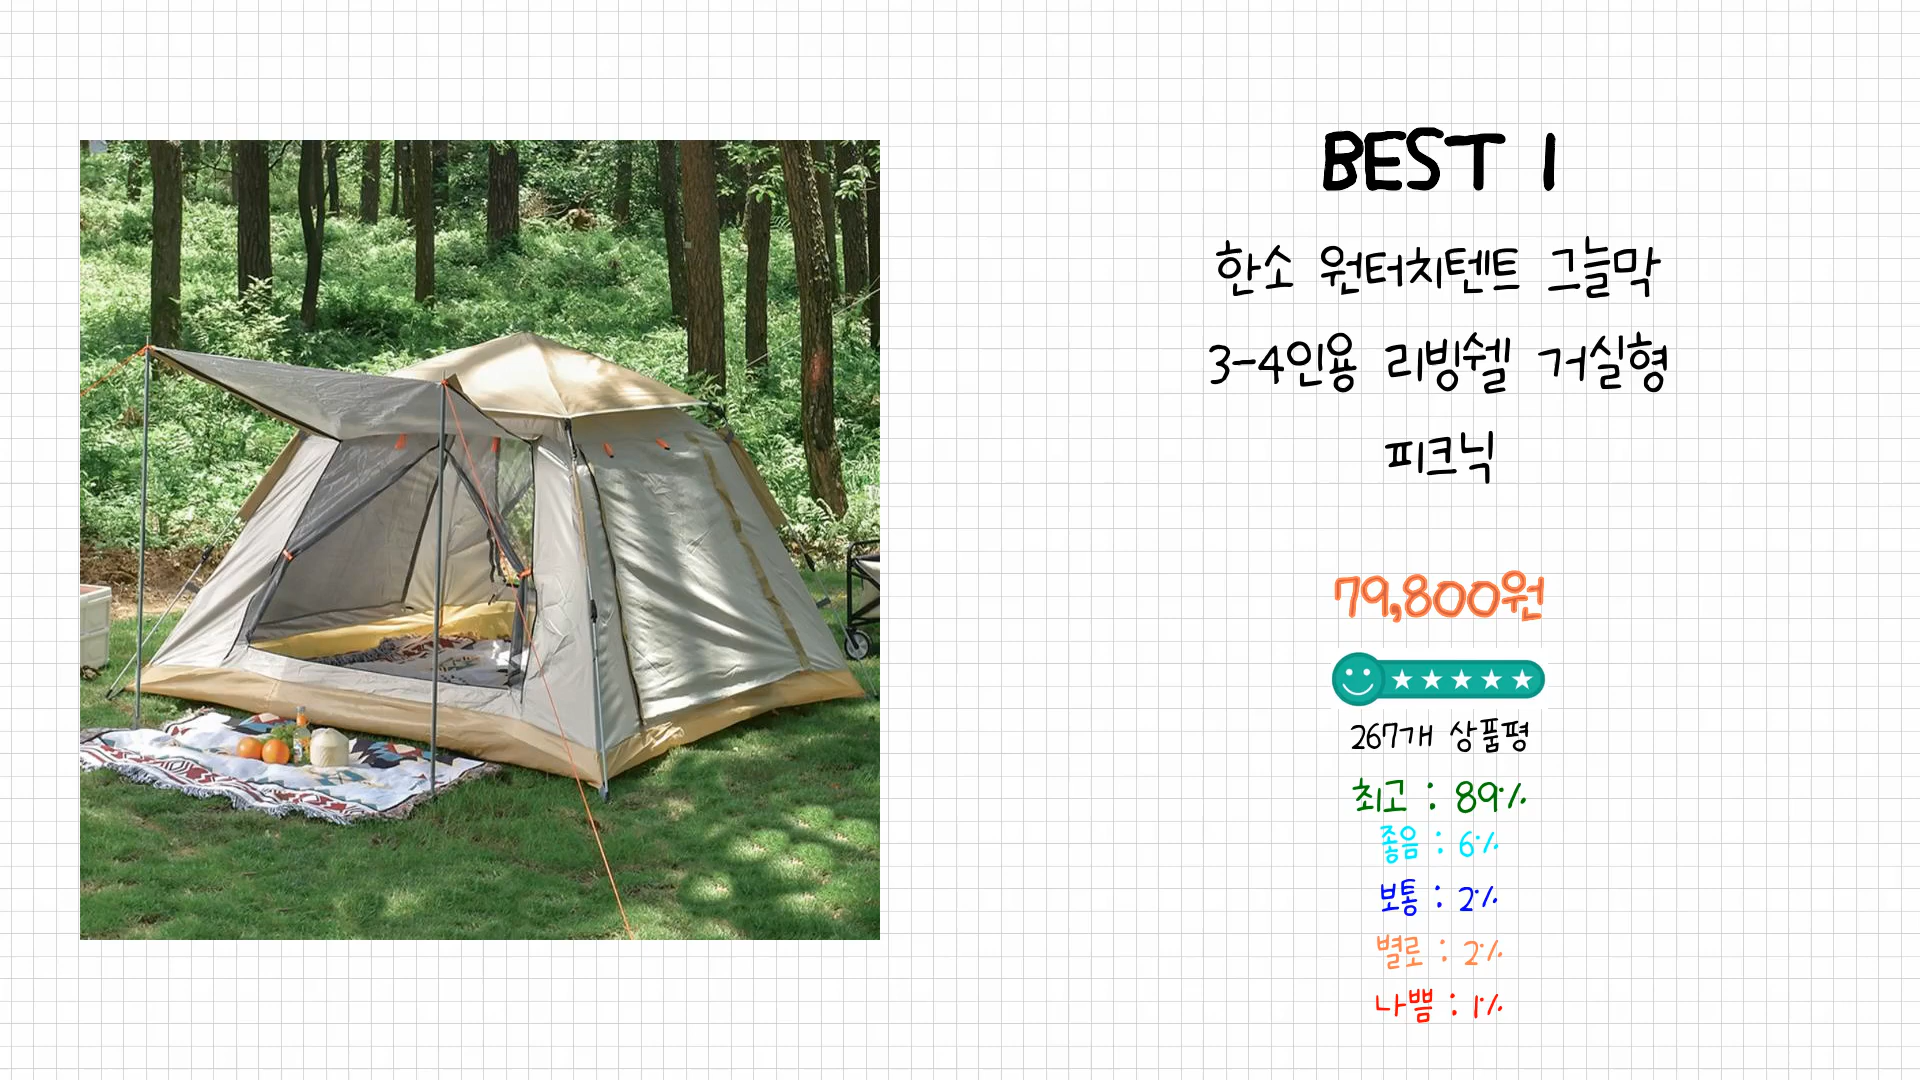 BEST 1
한소 원터치텐트 그늘막
3-4인용 리빙쉘 거실형
피크닉
79,800원
267개 상품평
최고 : 89%
좋음 : 6%
보통 : 2%
별로 : 2%
나쁨 : 1%